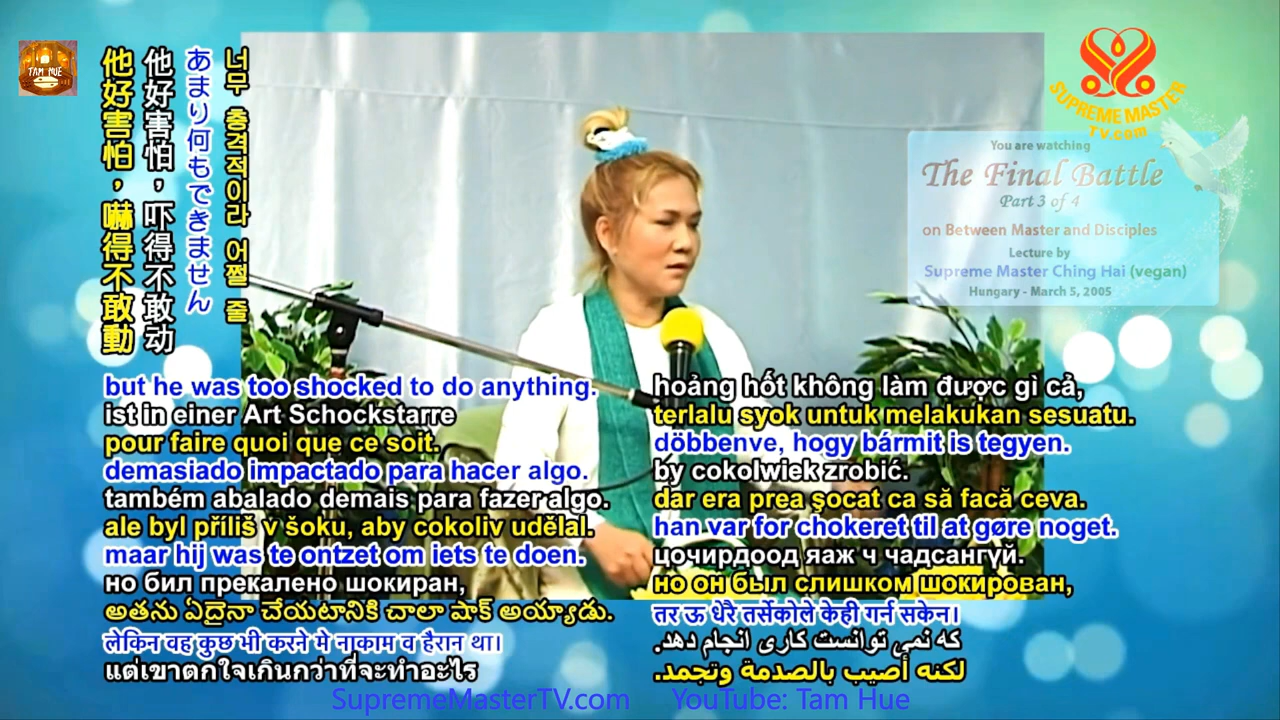 TAM HUE
他好害怕，嚇得不敢動
他好害怕，吓得不敢动
あまり何もできません
너무 충격적이라 어쩔 줄
SUPREME MASTER
TV.com
You are watching
The Final Battle
Part 3 of 4
on Between Master and Disciples
Lecture by
Supreme Master Ching Hai (vegan)
Hungary - March 5, 2005
but he was too shocked to do anything.
ist in einer Art Schockstarre
pour faire quoi que ce soit.
demasiado impactado para hacer algo.
também abalado demais para fazer algo.
ale byl příliš v šoku, aby cokoliv udělal.
maar hij was te ontzet om iets te doen.
но бил прекалено шокиран,
అతను ఏదైనా చేయటానికి చాలా షాక్ అయ్యాడు.
लेकिन वह कुछ भी करने मे नाकाम व हैरान था।
แต่เขาตกใจเกินกว่าที่จะทำอะไร
hoảng hốt không làm được gì cả,
terlalu syok untuk melakukan sesuatu.
döbbenve, hogy bármit is tegyen.
by cokolwiek zrobić.
dar era prea şocat ca să facă ceva.
han var for chokeret til at gøre noget.
цочирдоод яаж ч чадсангүй.
но он был слишком шокирован,
तर ऊ धेरै तर्सेकोले केही गर्न सकेन।
که نمی توانست کاری انجام دهد.
لكنه أصيب بالصدمة وتجمد.
SupremeMasterTV.com
YouTube: Tam Hue